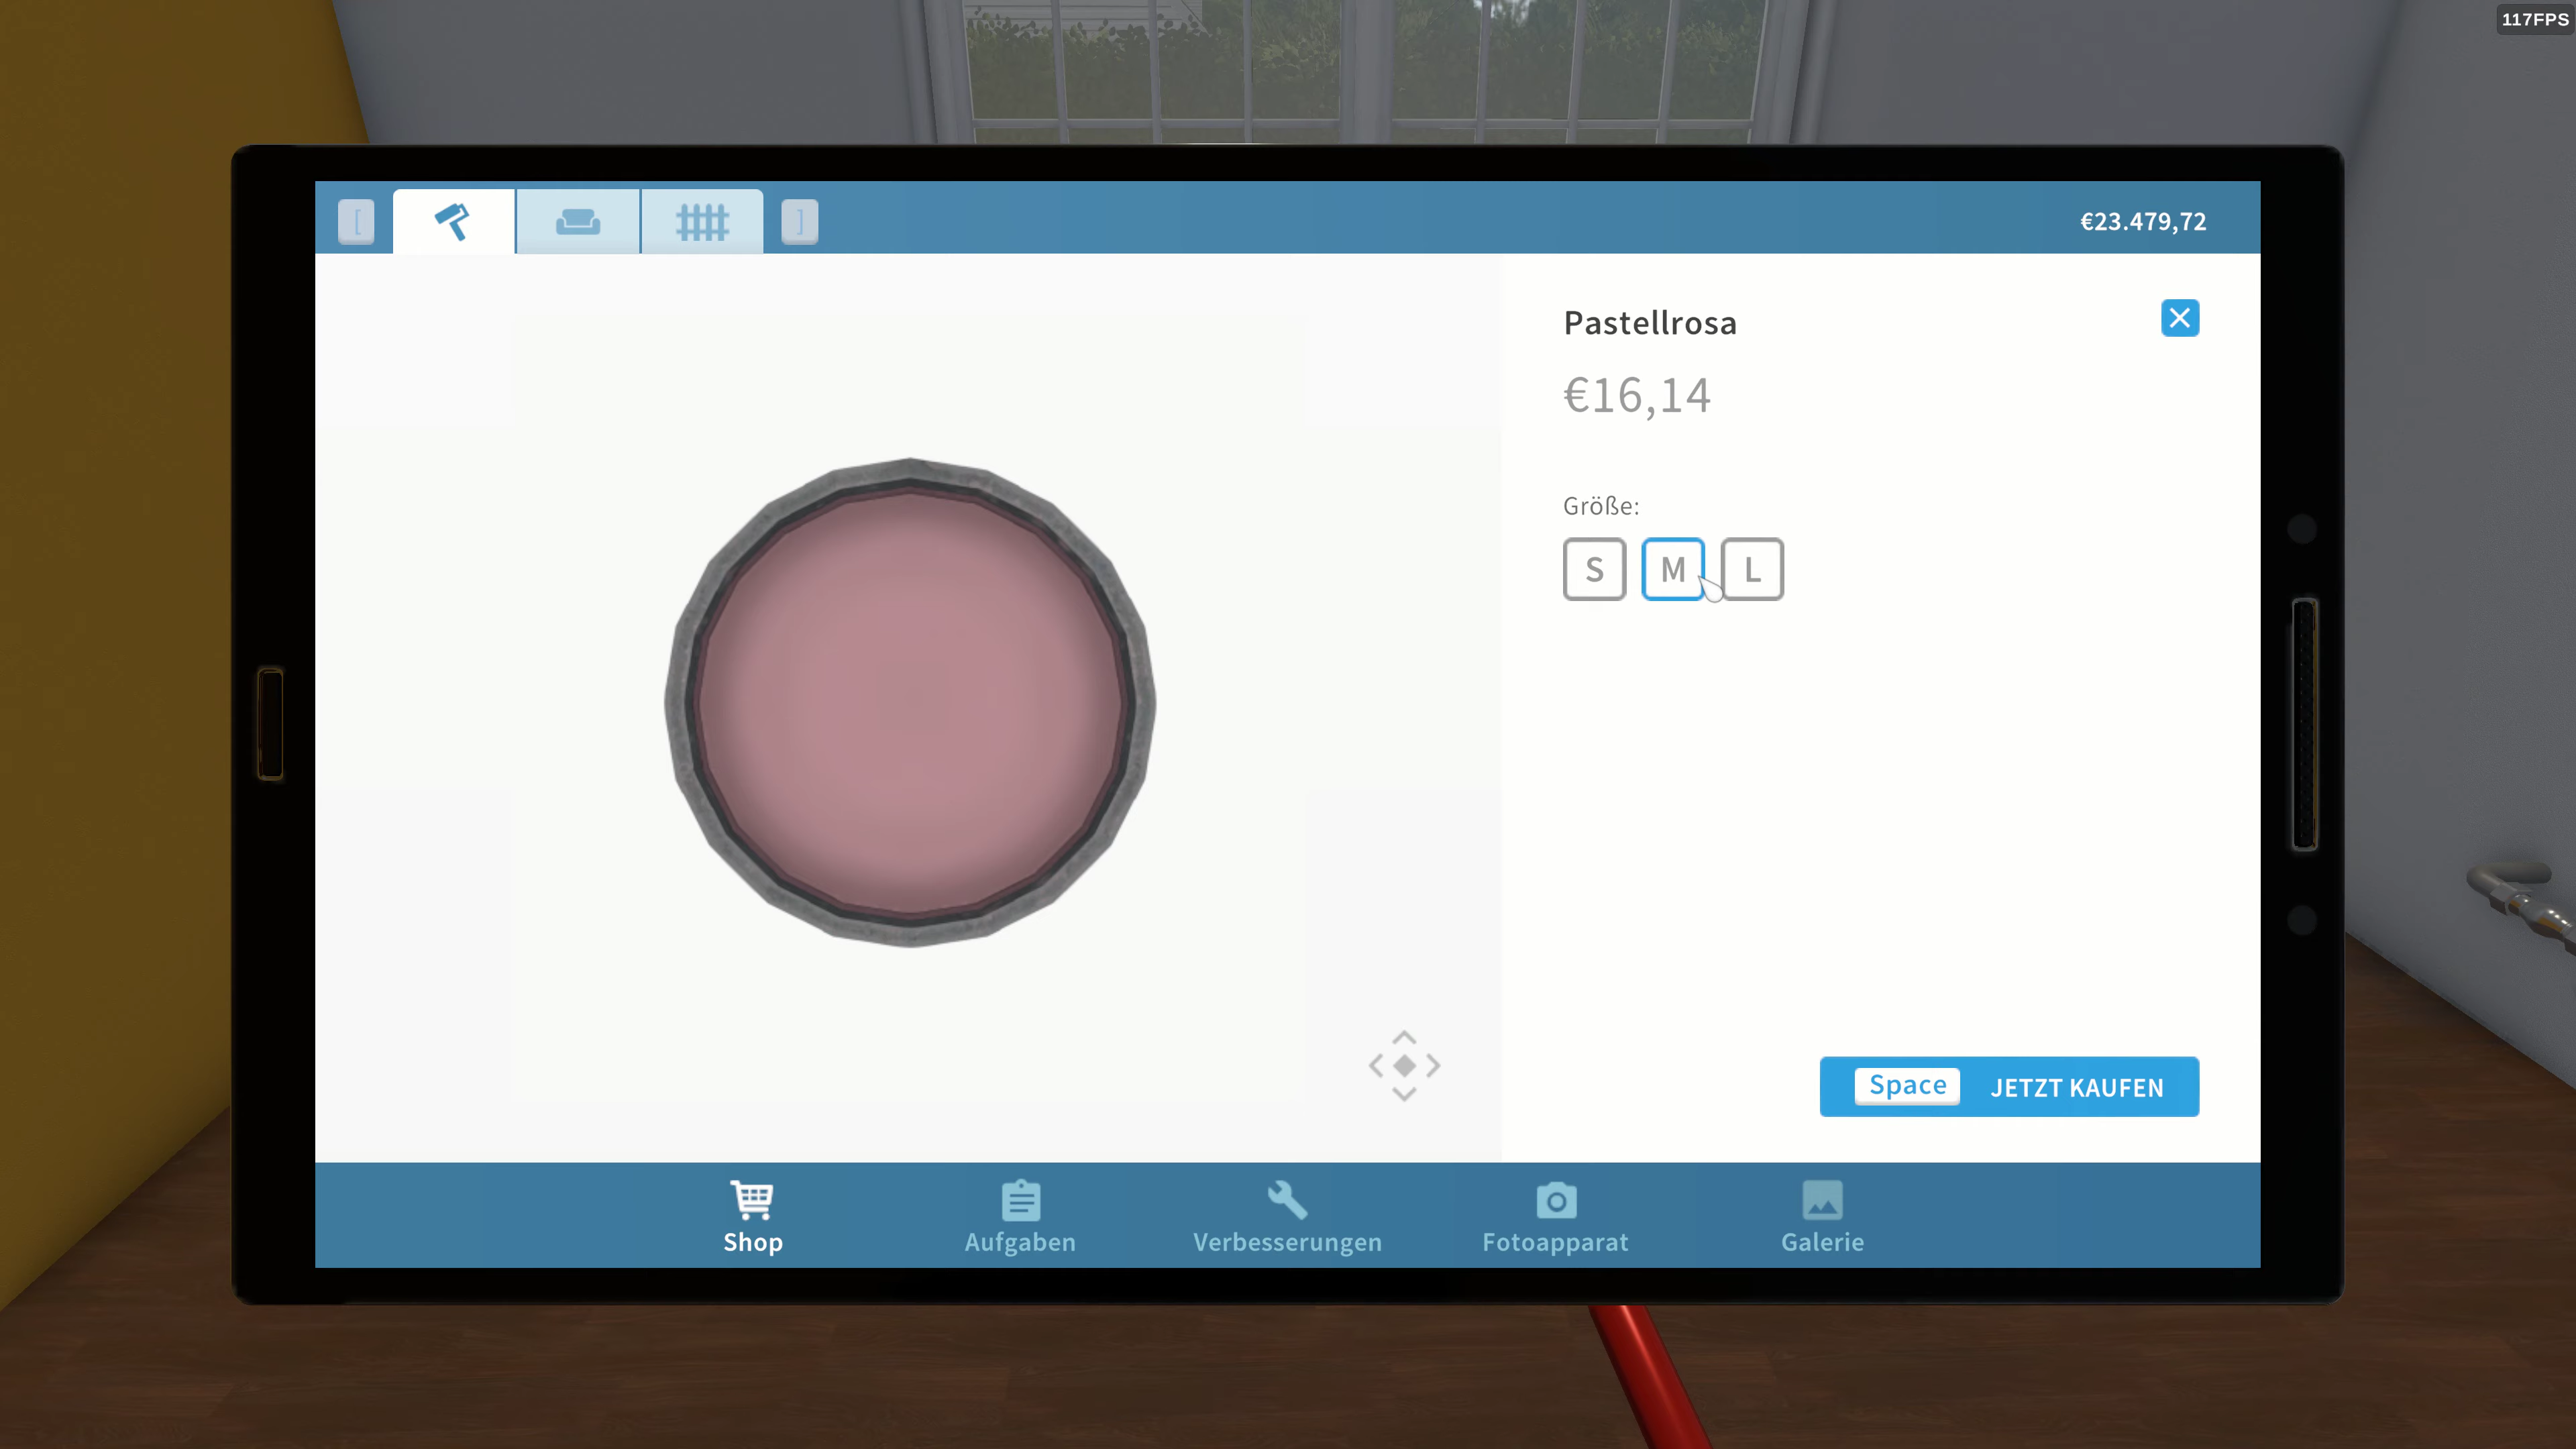 117FPS
[
]
€23.479,72
Pastellrosa
€16,14
Größe:
S M L
Space JETZT KAUFEN
Shop Aufgaben Verbesserungen Fotoapparat Galerie